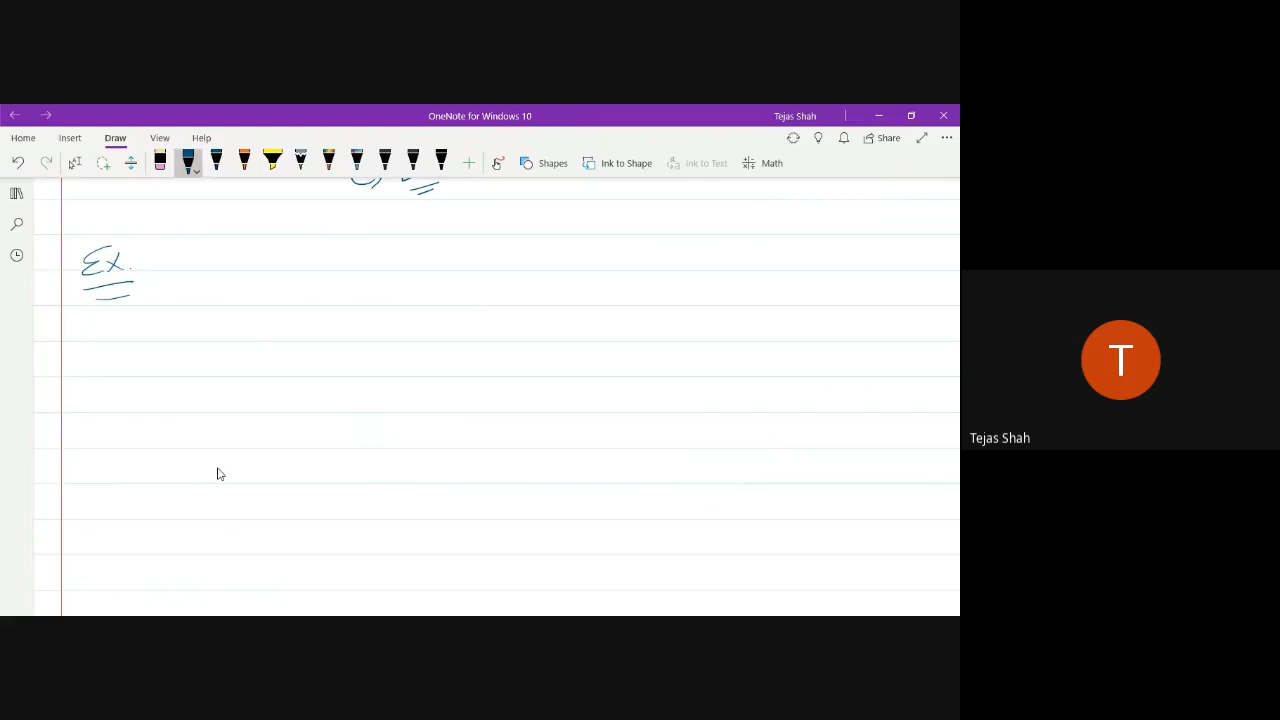 OneNote for Windows 10
Tejas Shah
Home Insert Draw View Help
Share
Shapes Ink to Shape Ink to Text Math
Ex.
T
Tejas Shah